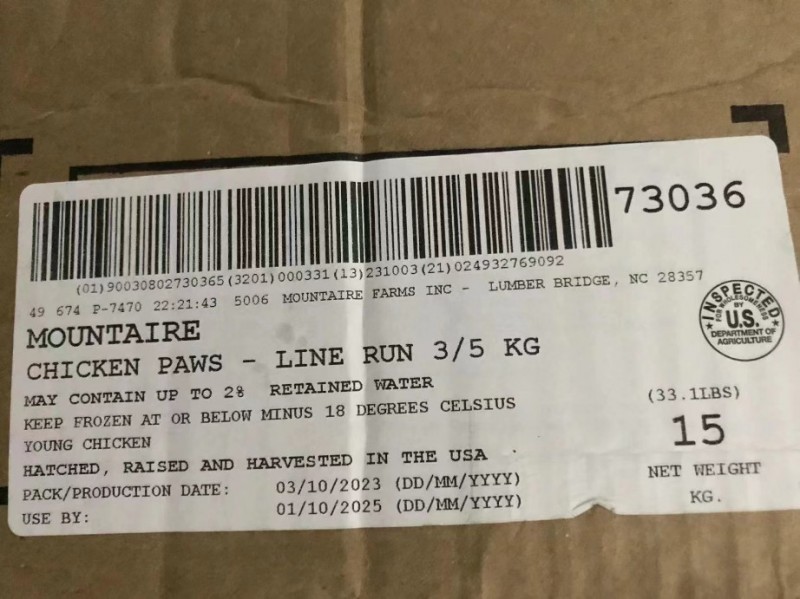 73036
(01)90030802730365(3201)000331(13)231003(21)024932769092
49 674 P-7470 22:21:43 5006 MOUNTAIRE FARMS INC - LUMBER BRIDGE, NC 28357
MOUNTAIRE
CHICKEN PAWS - LINE RUN 3/5 KG
MAY CONTAIN UP TO 2% RETAINED WATER
KEEP FROZEN AT OR BELOW MINUS 18 DEGREES CELSIUS
YOUNG CHICKEN
HATCHED, RAISED AND HARVESTED IN THE USA
PACK/PRODUCTION DATE: 03/10/2023 (DD/MM/YYYY)
USE BY: 01/10/2025 (DD/MM/YYYY)
INSPECTED
FOR WHOLESOMENESS
BY
U.S.
DEPARTMENT OF
AGRICULTURE
(33.1LBS)
15
NET WEIGHT
KG.